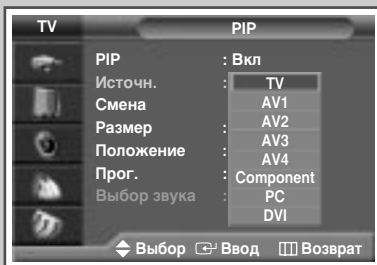 TV PIP
PIP : Вкл
Источн. : TV
Смена AV1
AV2
Размер :
AV3
Положение :
AV4
Прог. : Component
Выбор звука : PC
DVI
Выбор Ввод Возврат